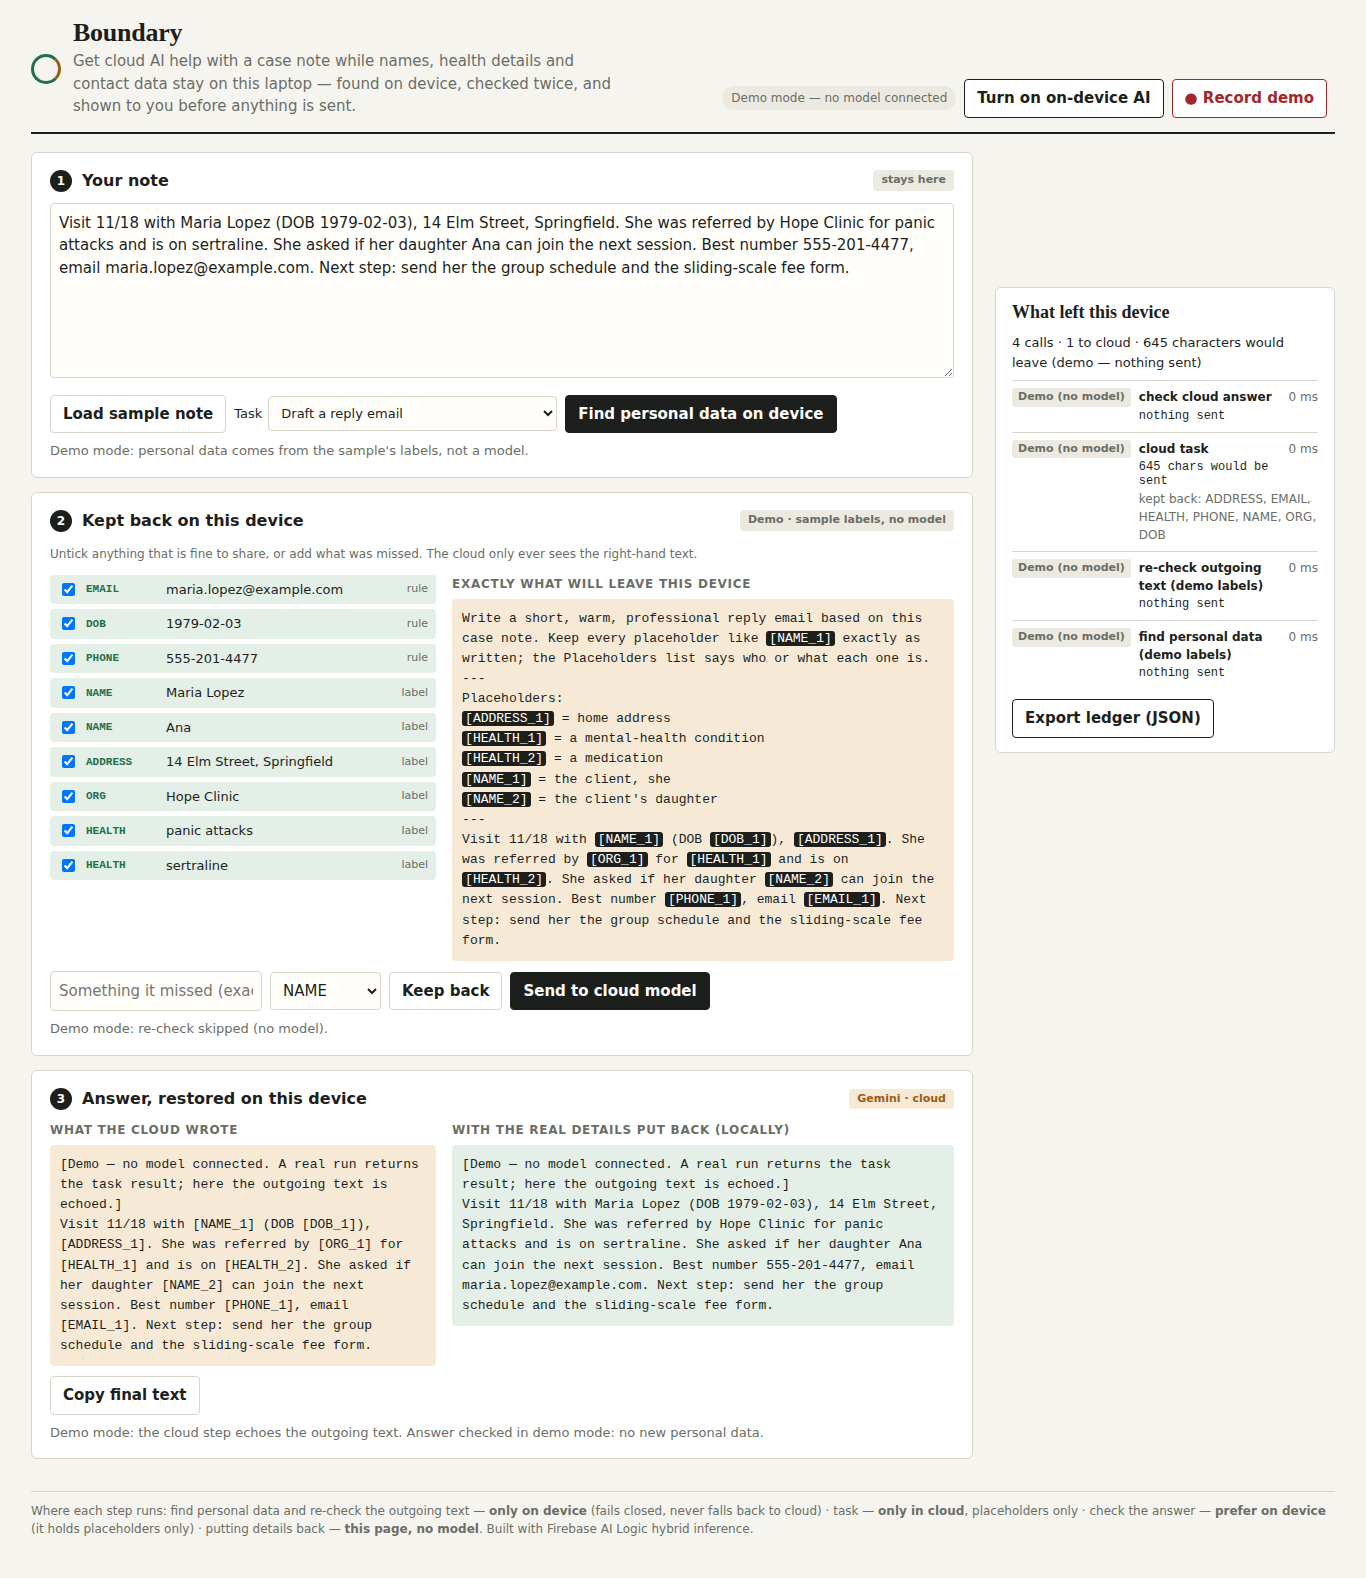 Boundary
Get cloud AI help with a case note while names, health details and
contact data stay on this laptop — found on device, checked twice, and
shown to you before anything is sent.
Demo mode — no model connected
Turn on on-device AI
● Record demo
1 Your note
stays here
Visit 11/18 with Maria Lopez (DOB 1979-02-03), 14 Elm Street, Springfield. She was referred by Hope Clinic for panic
attacks and is on sertraline. She asked if her daughter Ana can join the next session. Best number 555-201-4477,
email maria.lopez@example.com. Next step: send her the group schedule and the sliding-scale fee form.
Load sample note
Task
Draft a reply email
Find personal data on device
Demo mode: personal data comes from the sample's labels, not a model.
2 Kept back on this device
Demo · sample labels, no model
Untick anything that is fine to share, or add what was missed. The cloud only ever sees the right-hand text.
EMAIL maria.lopez@example.com rule
DOB 1979-02-03 rule
PHONE 555-201-4477 rule
NAME Maria Lopez label
NAME Ana label
ADDRESS 14 Elm Street, Springfield label
ORG Hope Clinic label
HEALTH panic attacks label
HEALTH sertraline label
EXACTLY WHAT WILL LEAVE THIS DEVICE
Write a short, warm, professional reply email based on this
case note. Keep every placeholder like [NAME_1] exactly as
written; the Placeholders list says who or what each one is.
---
Placeholders:
[ADDRESS_1] = home address
[HEALTH_1] = a mental-health condition
[HEALTH_2] = a medication
[NAME_1] = the client, she
[NAME_2] = the client's daughter
---
Visit 11/18 with [NAME_1] (DOB [DOB_1]), [ADDRESS_1]. She
was referred by [ORG_1] for [HEALTH_1] and is on
[HEALTH_2]. She asked if her daughter [NAME_2] can join the
next session. Best number [PHONE_1], email [EMAIL_1]. Next
step: send her the group schedule and the sliding-scale fee
form.
Something it missed (exac
NAME
Keep back
Send to cloud model
Demo mode: re-check skipped (no model).
3 Answer, restored on this device
Gemini · cloud
WHAT THE CLOUD WROTE
[Demo — no model connected. A real run returns
the task result; here the outgoing text is
echoed.]
Visit 11/18 with [NAME_1] (DOB [DOB_1]),
[ADDRESS_1]. She was referred by [ORG_1] for
[HEALTH_1] and is on [HEALTH_2]. She asked if
her daughter [NAME_2] can join the next
session. Best number [PHONE_1], email
[EMAIL_1]. Next step: send her the group
schedule and the sliding-scale fee form.
WITH THE REAL DETAILS PUT BACK (LOCALLY)
[Demo — no model connected. A real run returns the task
result; here the outgoing text is echoed.]
Visit 11/18 with Maria Lopez (DOB 1979-02-03), 14 Elm Street,
Springfield. She was referred by Hope Clinic for panic
attacks and is on sertraline. She asked if her daughter Ana
can join the next session. Best number 555-201-4477, email
maria.lopez@example.com. Next step: send her the group
schedule and the sliding-scale fee form.
Copy final text
Demo mode: the cloud step echoes the outgoing text. Answer checked in demo mode: no new personal data.
What left this device
4 calls · 1 to cloud · 645 characters would
leave (demo — nothing sent)
Demo (no model) check cloud answer 0 ms
nothing sent
Demo (no model) cloud task 0 ms
645 chars would be
sent
kept back: ADDRESS, EMAIL,
HEALTH, PHONE, NAME, ORG,
DOB
Demo (no model) re-check outgoing 0 ms
text (demo labels)
nothing sent
Demo (no model) find personal data 0 ms
(demo labels)
nothing sent
Export ledger (JSON)
Where each step runs: find personal data and re-check the outgoing text — only on device (fails closed, never falls back to cloud) · task — only in cloud, placeholders only · check the answer — prefer on device
(it holds placeholders only) · putting details back — this page, no model. Built with Firebase AI Logic hybrid inference.